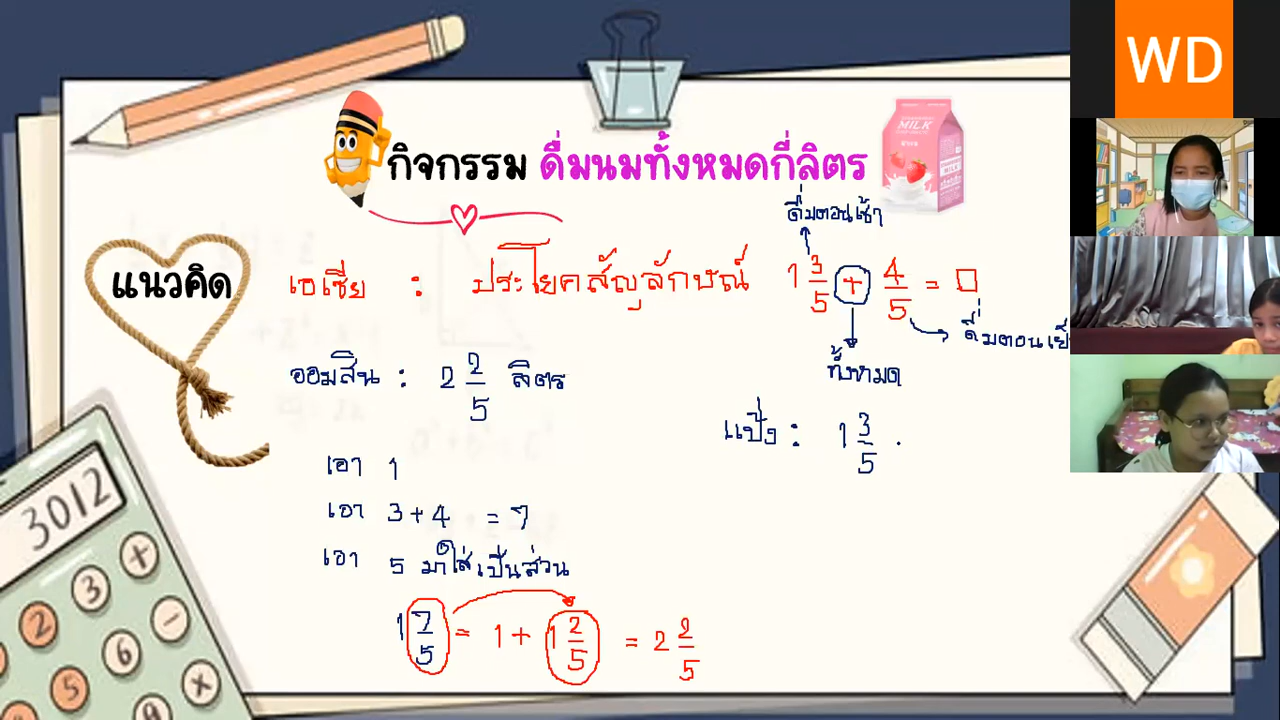 WD
กิจกรรม ดื่มนมทั้งหมดกี่ลิตร
MILK
ดื่มตอนเช้า
แนวคิด
เอเชีย : ประโยคสัญลักษณ์ 1 3/5 + 4/5 = □
ดื่มตอนเย็
ทั้งหมด
ออมสิน : 2 2/5 ลิตร
แป้ง : 1 3/5 .
เอา 1
เอา 3+4 = 7
เอา 5 มาใส่เป็นส่วน
1 7/5 = 1 + 1 2/5 = 2 2/5
3012
+
3
2
−
6
5
×